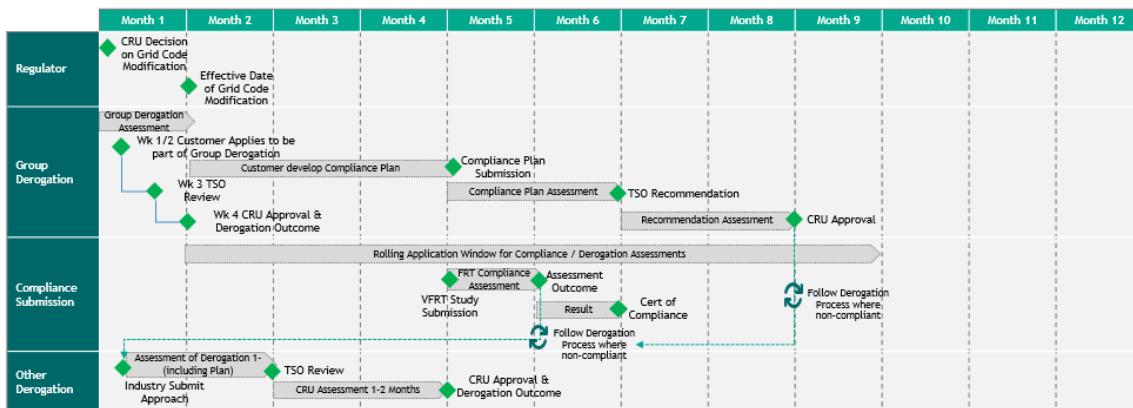 Month 1
Month 2
Month 3
Month 4
Month 5
Month 6
Month 7
Month 8
Month 9
Month 10
Month 11
Month 12
Regulator
CRU Decision
on Grid Code
Modification
Effective Date
of Grid Code
Modification
Group
Derogation
Group Derogation
Assessment
Wk 1/2 Customer Applies to be
part of Group Derogation
Customer develop Compliance Plan
Compliance Plan
Submission
Wk 3 TSO
Review
Compliance Plan Assessment
TSO Recommendation
Wk 4 CRU Approval &
Derogation Outcome
Recommendation Assessment
CRU Approval
Compliance
Submission
Rolling Application Window for Compliance / Derogation Assessments
FRT Compliance
Assessment
Assessment
Outcome
VFRT Study
Submission
Result
Cert of
Compliance
Follow Derogation
Process where
non-compliant
Follow Derogation
Process where
non-compliant
Other
Derogation
Assessment of Derogation 1-
(including Plan)
TSO Review
Industry Submit
Approach
CRU Assessment 1-2 Months
CRU Approval &
Derogation Outcome